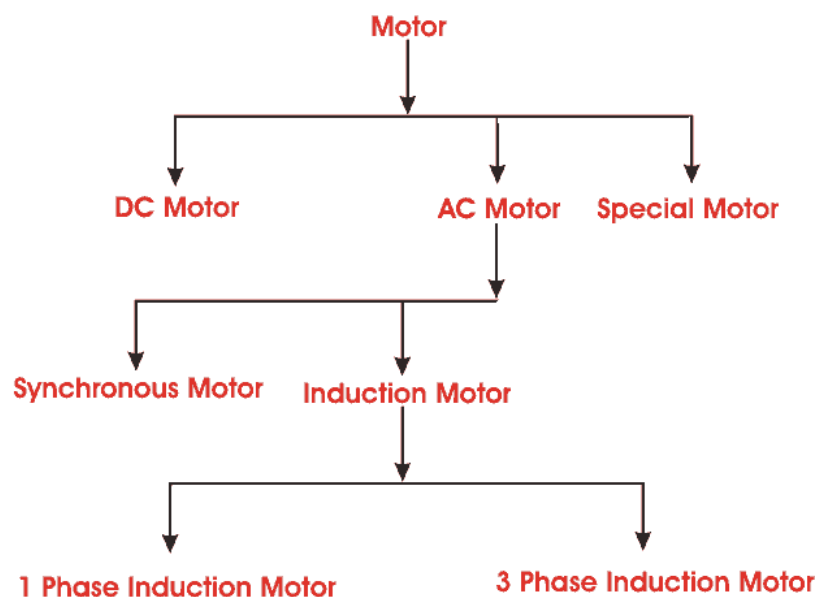 Motor
DC Motor
AC Motor
Special Motor
Synchronous Motor
Induction Motor
1 Phase Induction Motor
3 Phase Induction Motor